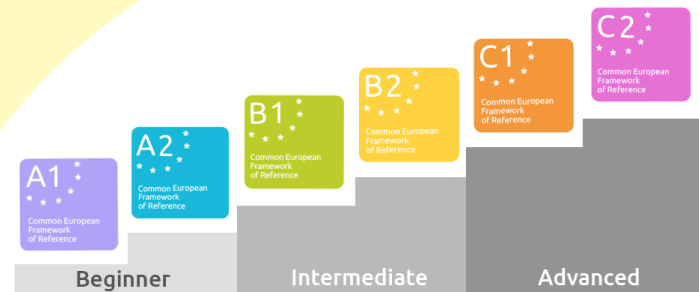 A1
Common European
Framework
of Reference
A2
Common European
Framework
of Reference
B1
Common European
Framework
of Reference
B2
Common European
Framework
of Reference
C1
Common European
Framework
of Reference
C2
Common European
Framework
of Reference
Beginner
Intermediate
Advanced